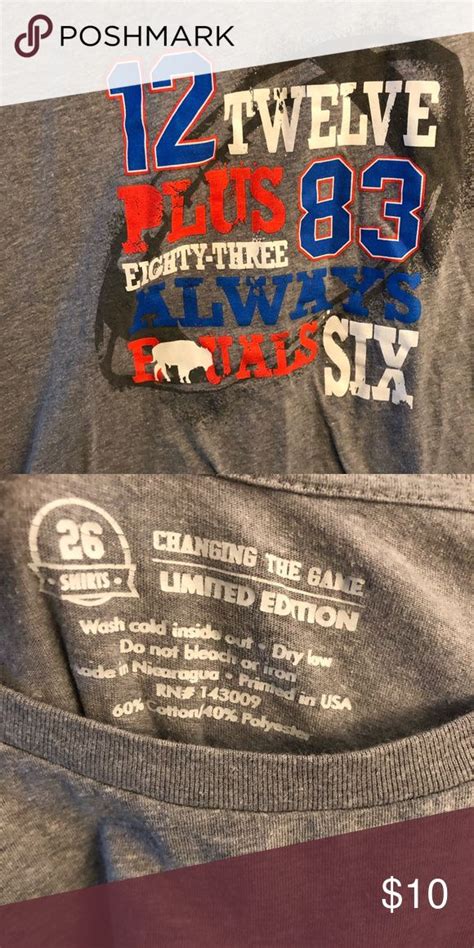 POSHMARK
12 TWELVE
PLUS 83
EIGHTY-THREE
ALWAYS
EQUALS SIX
26
SHIRTS
CHANGING THE GAME
LIMITED EDITION
Wash cold inside out • Dry low
Do not bleach or iron
Made in Nicaragua • Printed in USA
RN# 143009
60% Cotton/40% Polyester
$10